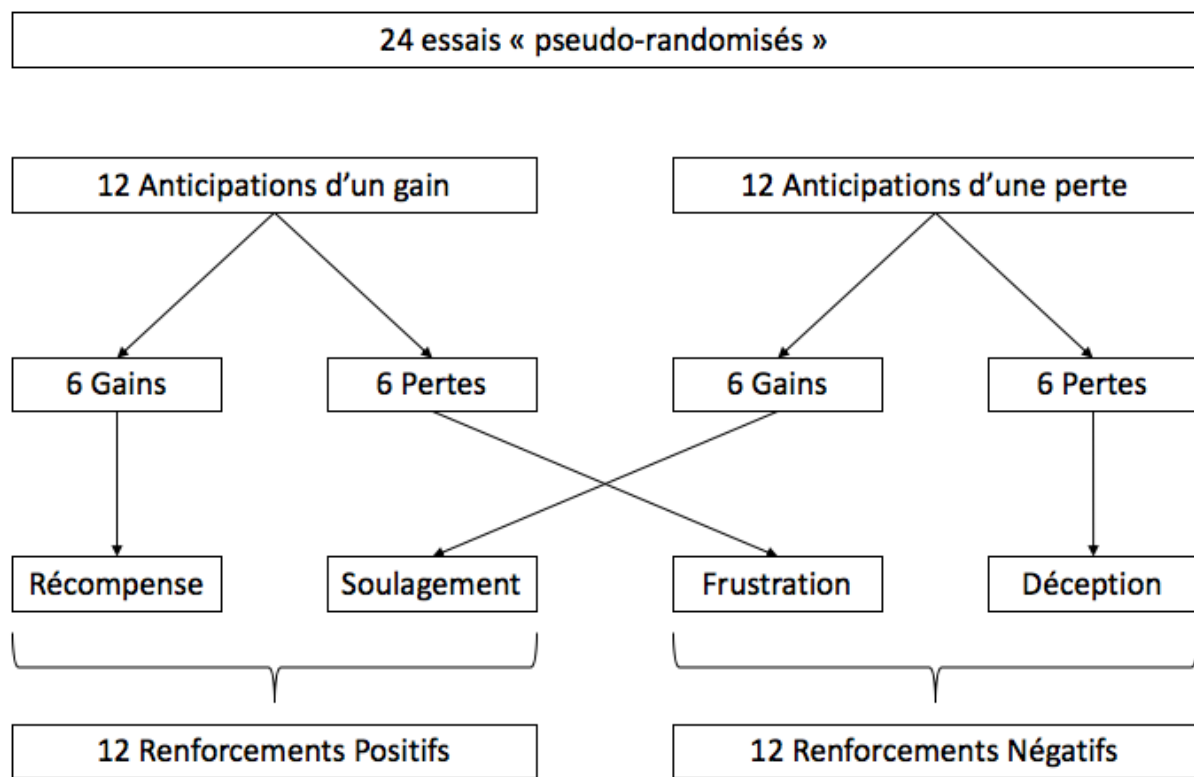 24 essais « pseudo-randomisés »
12 Anticipations d’un gain
12 Anticipations d’une perte
6 Gains
6 Pertes
6 Gains
6 Pertes
Récompense
Soulagement
Frustration
Déception
12 Renforcements Positifs
12 Renforcements Négatifs